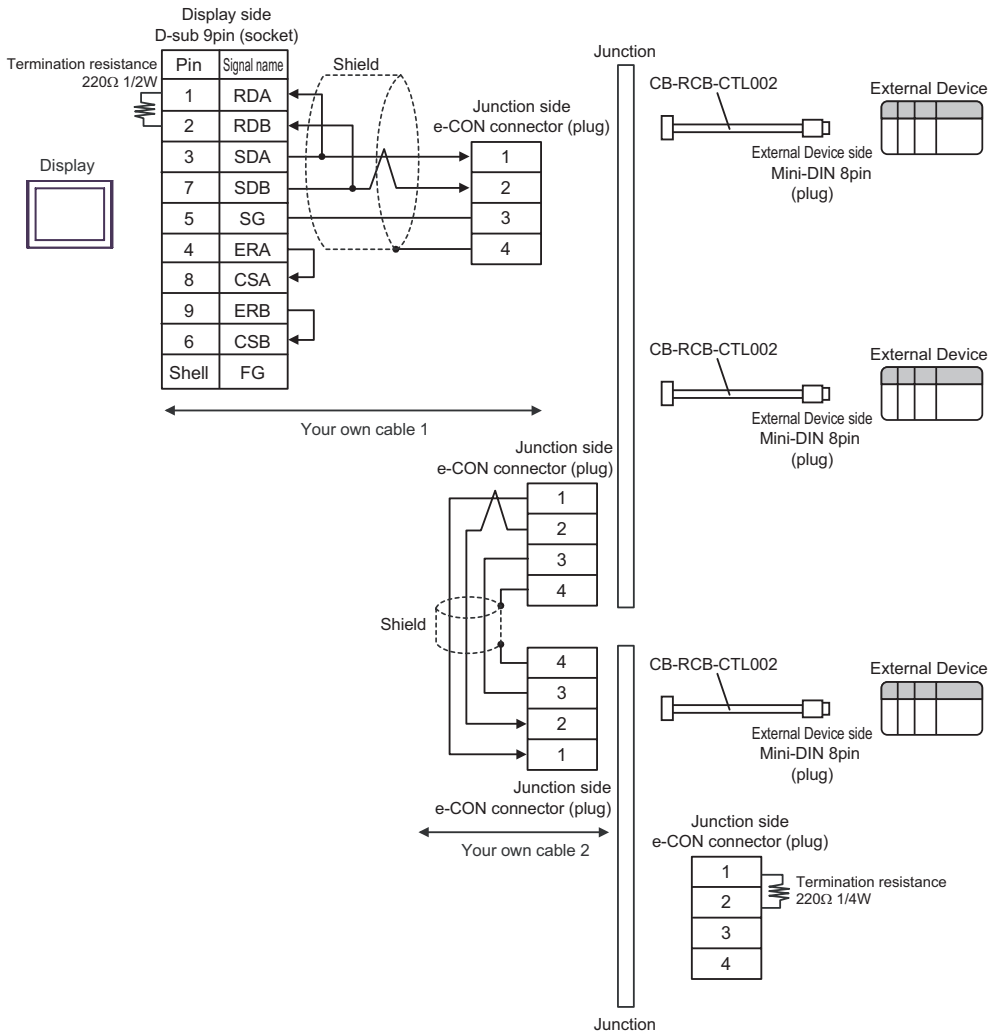 Display side
D-sub 9pin (socket)
Termination resistance
220Ω 1/2W
Pin Signal name
1 RDA
2 RDB
3 SDA
7 SDB
5 SG
4 ERA
8 CSA
9 ERB
6 CSB
Shell FG
Shield
Display
Junction side
e-CON connector (plug)
1
2
3
4
Your own cable 1
Junction
CB-RCB-CTL002
External Device
External Device side
Mini-DIN 8pin
(plug)
CB-RCB-CTL002
External Device
External Device side
Mini-DIN 8pin
(plug)
Junction side
e-CON connector (plug)
1
2
3
4
Shield
4
3
2
1
Junction side
e-CON connector (plug)
Your own cable 2
CB-RCB-CTL002
External Device
External Device side
Mini-DIN 8pin
(plug)
Junction side
e-CON connector (plug)
1
2
3
4
Termination resistance
220Ω 1/4W
Junction